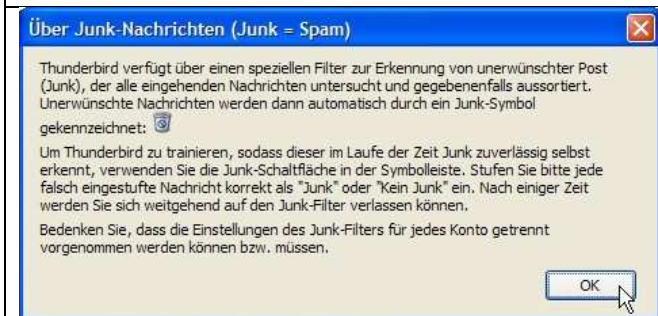 Über Junk-Nachrichten (Junk = Spam)
Thunderbird verfügt über einen speziellen Filter zur Erkennung von unerwünschter Post
(Junk), der alle eingehenden Nachrichten untersucht und gegebenenfalls aussortiert.
Unerwünschte Nachrichten werden dann automatisch durch ein Junk-Symbol
gekennzeichnet:
Um Thunderbird zu trainieren, sodass dieser im Laufe der Zeit Junk zuverlässig selbst
erkennt, verwenden Sie die Junk-Schaltfläche in der Symbolleiste. Stufen Sie bitte jede
falsch eingestufte Nachricht korrekt als "Junk" oder "Kein Junk" ein. Nach einiger Zeit
werden Sie sich weitgehend auf den Junk-Filter verlassen können.
Bedenken Sie, dass die Einstellungen des Junk-Filters für jedes Konto getrennt
vorgenommen werden können bzw. müssen.
OK